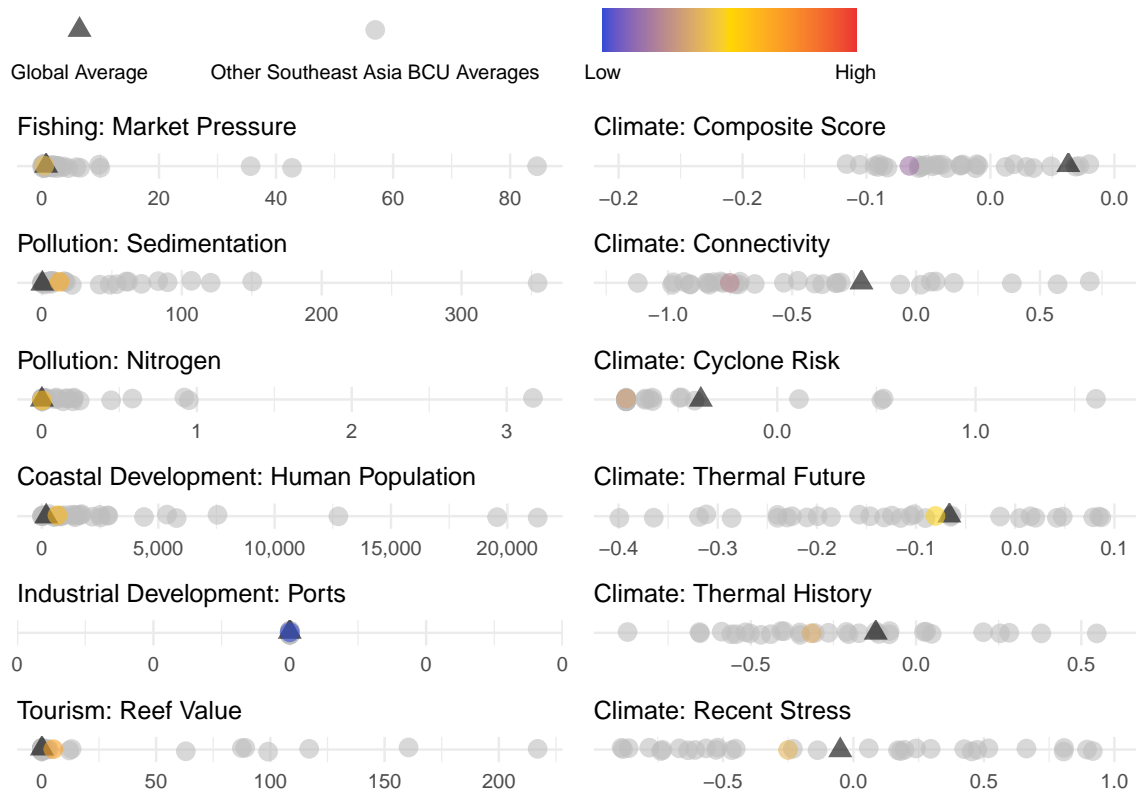 Global Average
Other Southeast Asia BCU Averages
Low
High
Fishing: Market Pressure
0 20 40 60 80
Climate: Composite Score
−0.2 −0.2 −0.1 0.0 0.0
Pollution: Sedimentation
0 100 200 300
Climate: Connectivity
−1.0 −0.5 0.0 0.5
Pollution: Nitrogen
0 1 2 3
Climate: Cyclone Risk
0.0 1.0
Coastal Development: Human Population
0 5,000 10,000 15,000 20,000
Climate: Thermal Future
−0.4 −0.3 −0.2 −0.1 0.0 0.1
Industrial Development: Ports
0 0 0 0 0
Climate: Thermal History
−0.5 0.0 0.5
Tourism: Reef Value
0 50 100 150 200
Climate: Recent Stress
−0.5 0.0 0.5 1.0